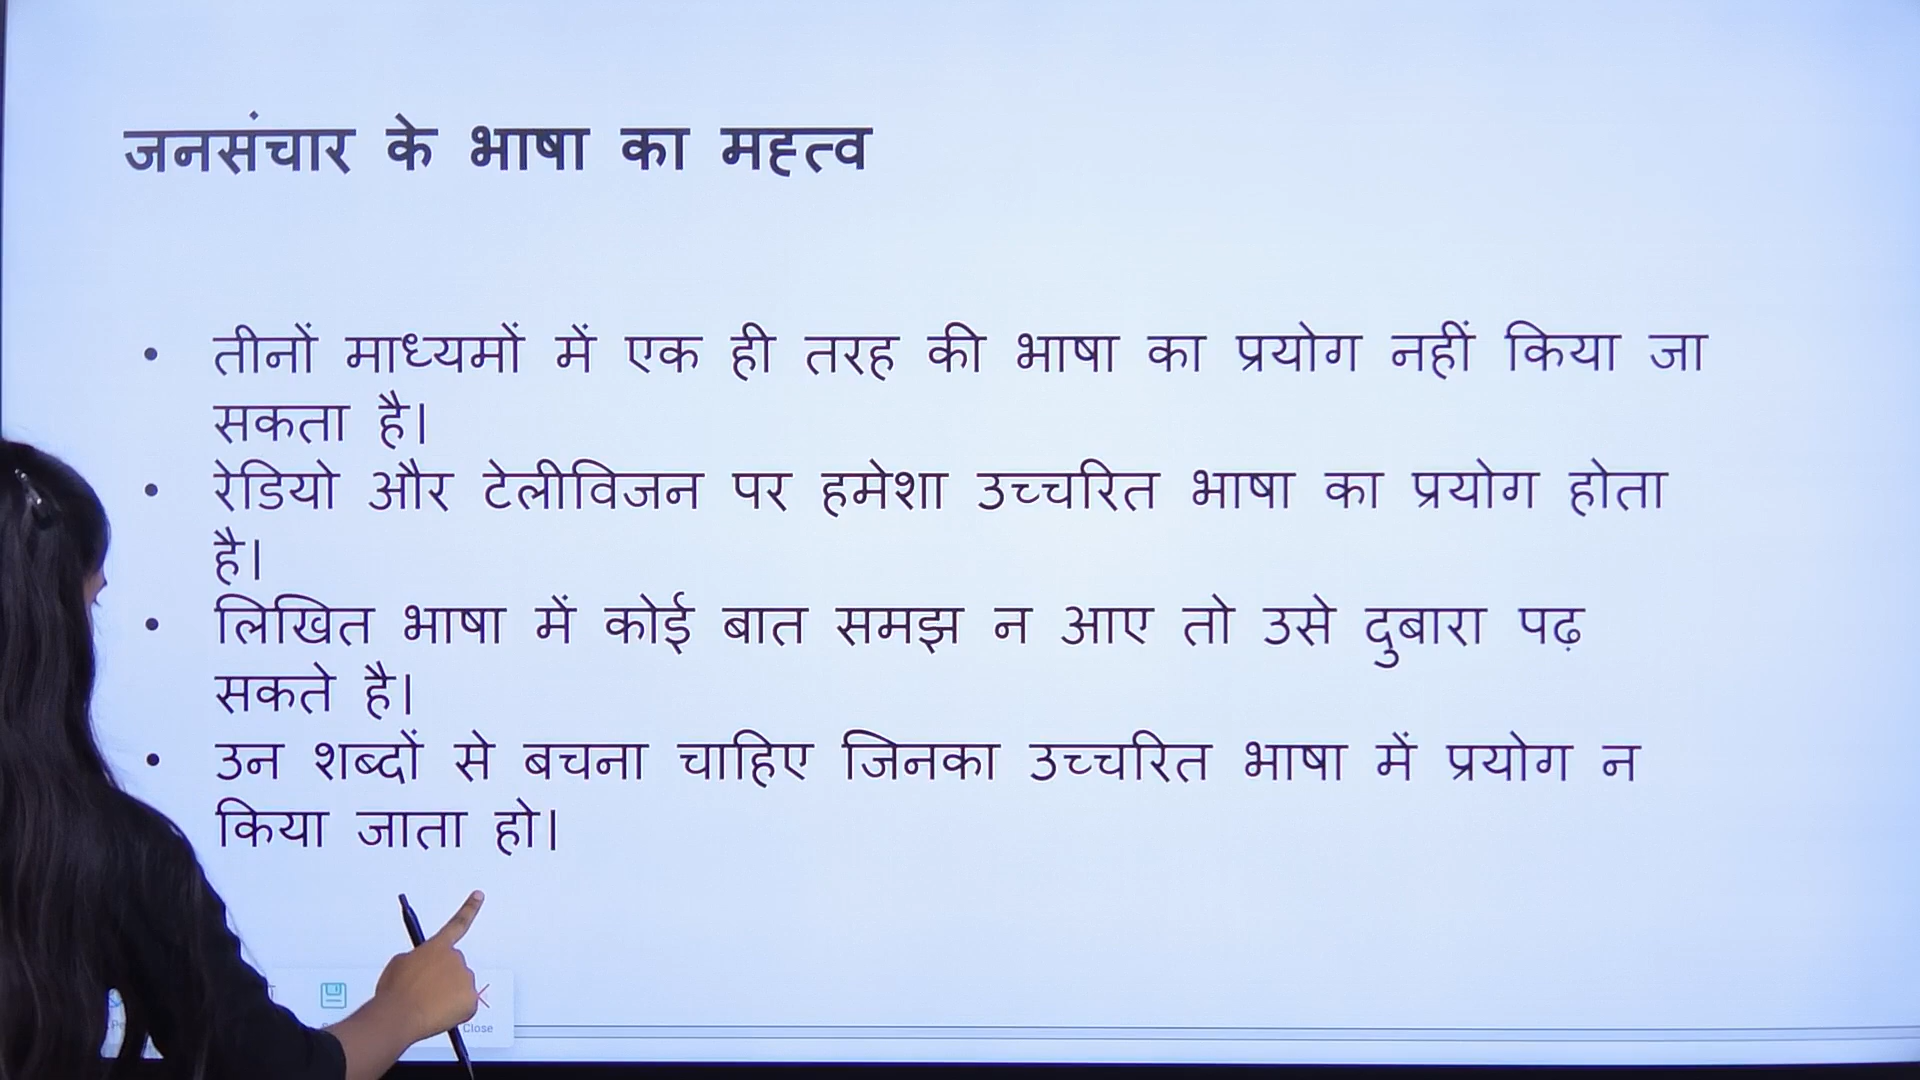 जनसंचार के भाषा का महत्व
• तीनों माध्यमों में एक ही तरह की भाषा का प्रयोग नहीं किया जा
सकता है।
• रेडियो और टेलीविजन पर हमेशा उच्चरित भाषा का प्रयोग होता
है।
• लिखित भाषा में कोई बात समझ न आए तो उसे दुबारा पढ़
सकते है।
• उन शब्दों से बचना चाहिए जिनका उच्चरित भाषा में प्रयोग न
किया जाता हो।
Close